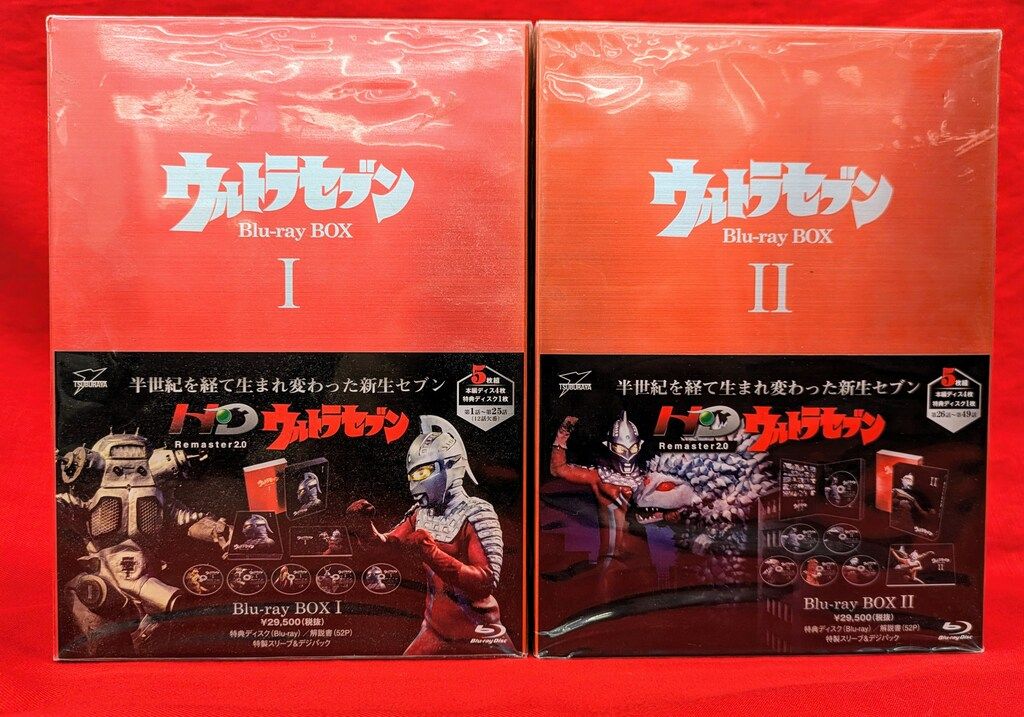 ウルトラセブン
Blu-ray BOX
I
TSUBURAYA
半世紀を経て生まれ変わった新生セブン
5枚組
本編ディスク4枚
特典ディスク1枚
第1話～第25話
(12話欠番)
HD ウルトラセブン
Remaster2.0
Blu-ray BOX I
¥29,500(税抜)
特典ディスク(Blu-ray)／解説書(52P)
特製スリーブ&デジパック
Blu-ray Disc
ウルトラセブン
Blu-ray BOX
II
TSUBURAYA
半世紀を経て生まれ変わった新生セブン
5枚組
本編ディスク4枚
特典ディスク1枚
第26話～第49話
HD ウルトラセブン
Remaster2.0
Blu-ray BOX II
¥29,500(税抜)
特典ディスク(Blu-ray)／解説書(52P)
特製スリーブ&デジパック
Blu-ray Disc